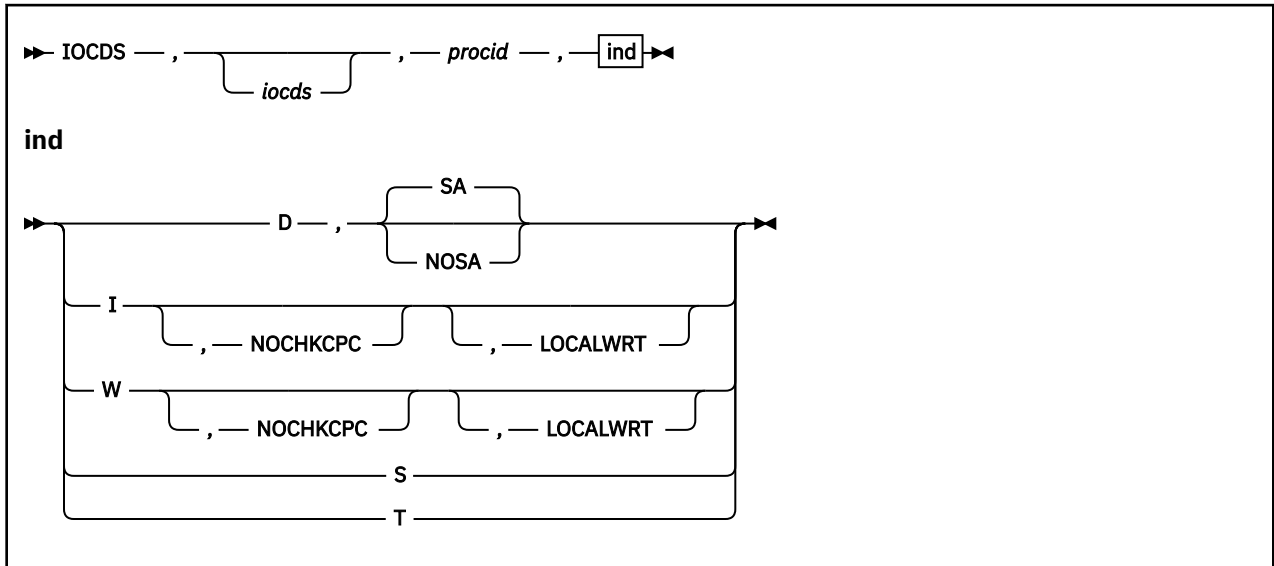 IOCDS , , procid , ind
iocds
ind
SA
D ,
NOSA
I
, NOCHKCPC , LOCALWRT
W
, NOCHKCPC , LOCALWRT
S
T